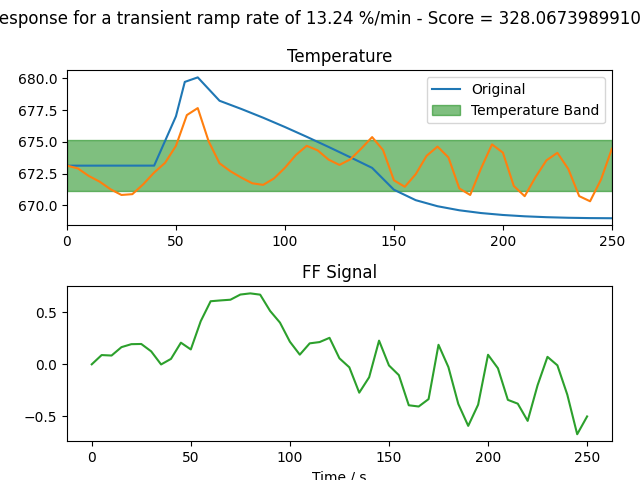 esponse for a transient ramp rate of 13.24 %/min - Score = 328.0673989910
Temperature
680.0
677.5
675.0
672.5
670.0
Original
Temperature Band
0 50 100 150 200 250
FF Signal
0.5
0.0
−0.5
0 50 100 150 200 250
Time / s